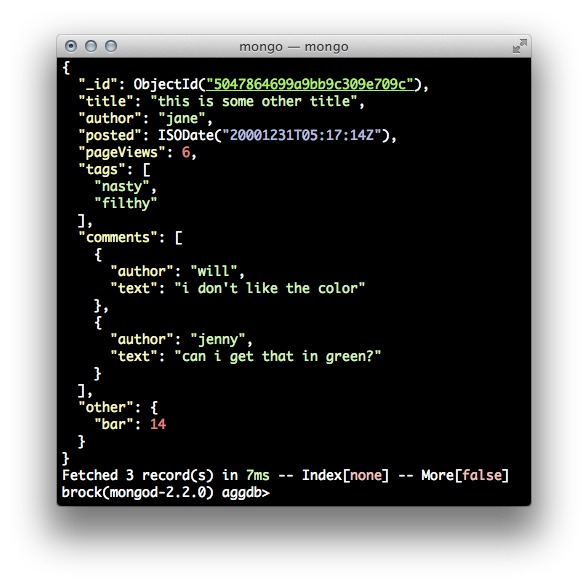 mongo — mongo
{
  "_id": ObjectId("5047864699a9bb9c309e709c"),
  "title": "this is some other title",
  "author": "jane",
  "posted": ISODate("20001231T05:17:14Z"),
  "pageViews": 6,
  "tags": [
    "nasty",
    "filthy"
  ],
  "comments": [
    {
      "author": "will",
      "text": "i don't like the color"
    },
    {
      "author": "jenny",
      "text": "can i get that in green?"
    }
  ],
  "other": {
    "bar": 14
  }
}
Fetched 3 record(s) in 7ms -- Index[none] -- More[false]
brock(mongod-2.2.0) aggdb>